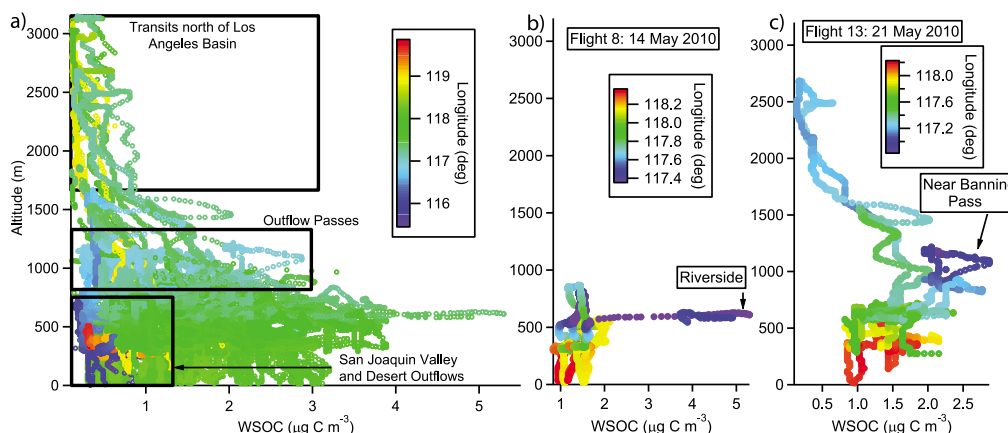 a)
Transits north of Los
Angeles Basin
Outflow Passes
San Joaquin Valley
and Desert Outflows
Longitude (deg)
119
118
117
116
Altitude (m)
3000
2500
2000
1500
1000
500
0
1
2
3
4
5
WSOC (µg C m⁻³)
b)
Flight 8: 14 May 2010
Longitude (deg)
118.2
118.0
117.8
117.6
117.4
Riverside
3000
2500
2000
1500
1000
500
0
1
2
3
4
5
WSOC (µg C m⁻³)
c)
Flight 13: 21 May 2010
Longitude (deg)
118.0
117.6
117.2
Near Banning
Pass
3000
2500
2000
1500
1000
500
0
0.5
1.0
1.5
2.0
2.5
WSOC (µg C m⁻³)